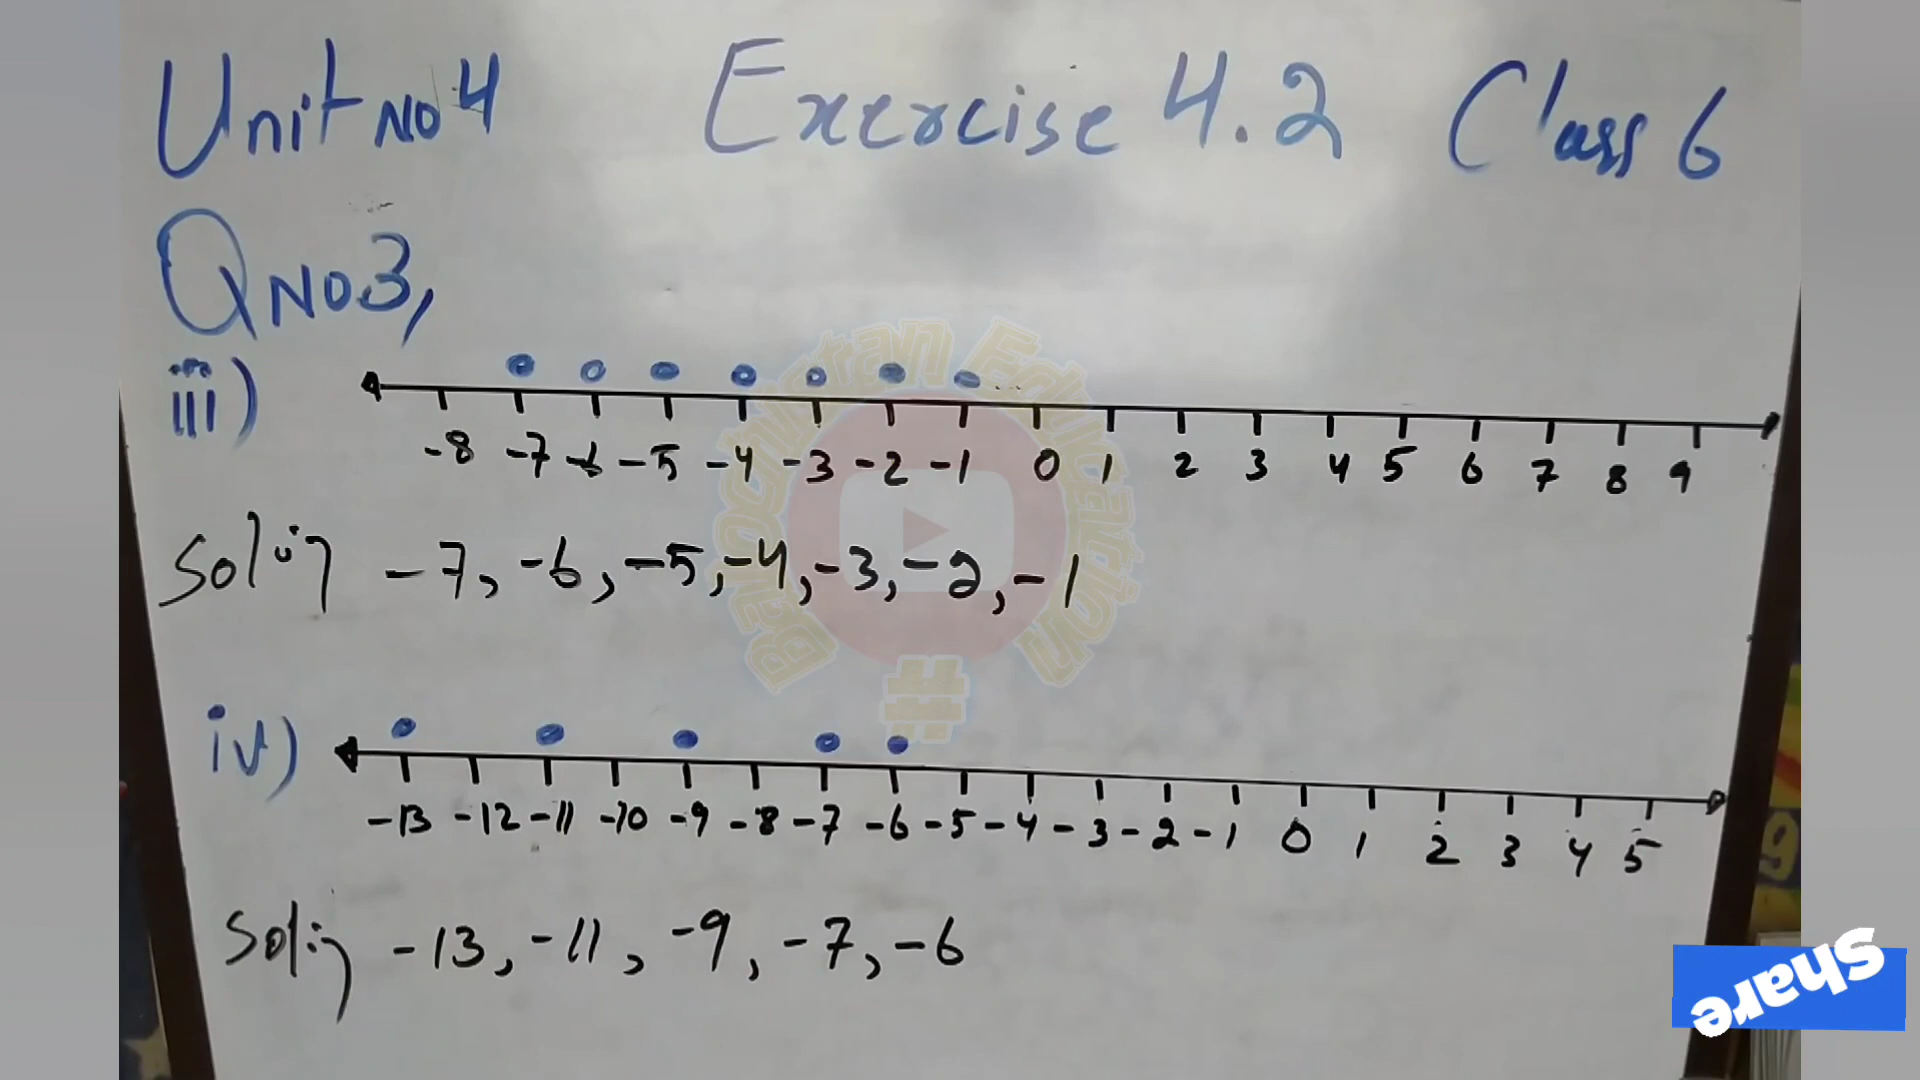 Unit No 4 Exercise 4.2 Class 6
Q No 3,
iii)
-8 -7 -6 -5 -4 -3 -2 -1 0 1 2 3 4 5 6 7 8 9
Sol:
-7, -6, -5, -4, -3, -2, -1
iv)
-13 -12 -11 -10 -9 -8 -7 -6 -5 -4 -3 -2 -1 0 1 2 3 4 5
Sol:
-13, -11, -9, -7, -6
Balochistan Education #
Share
9